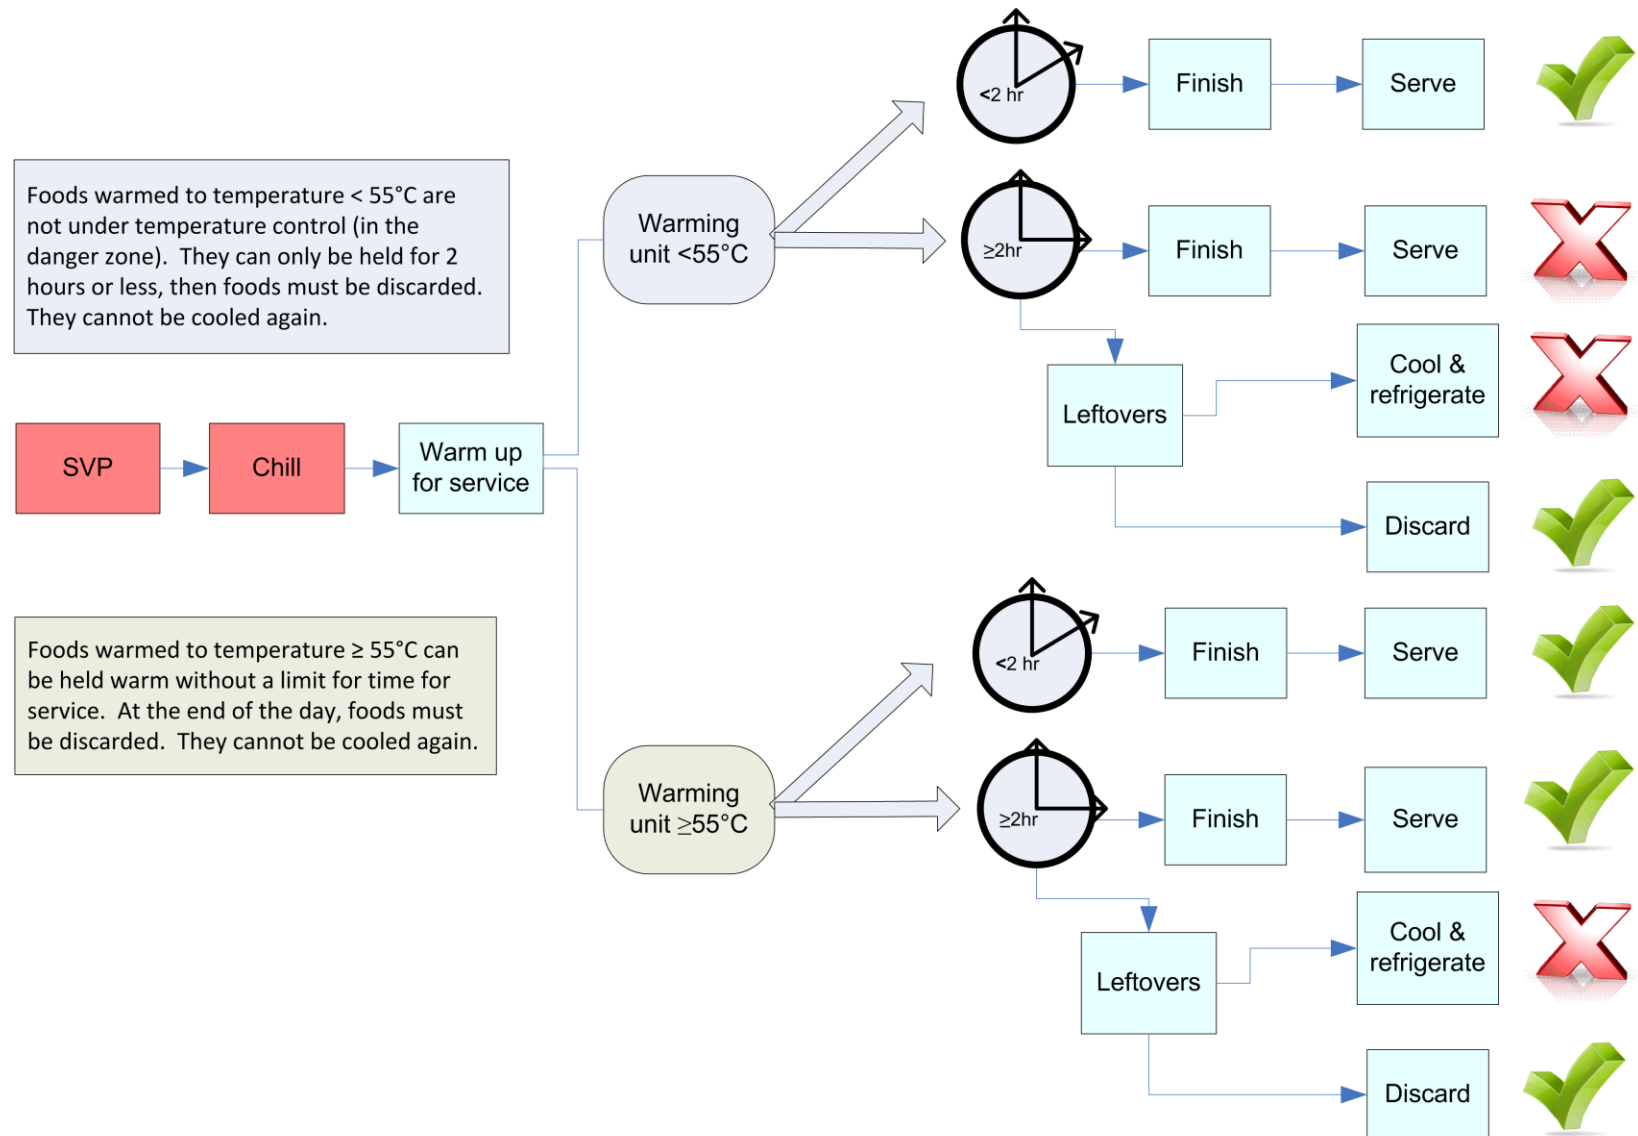 <2 hr
Finish
Serve
Foods warmed to temperature < 55°C are
not under temperature control (in the
danger zone).  They can only be held for 2
hours or less, then foods must be discarded.
They cannot be cooled again.
Warming
unit <55°C
≥2hr
Finish
Serve
Cool &
refrigerate
Leftovers
SVP
Chill
Warm up
for service
Discard
Foods warmed to temperature ≥ 55°C can
be held warm without a limit for time for
service.  At the end of the day, foods must
be discarded.  They cannot be cooled again.
<2 hr
Finish
Serve
Warming
unit ≥55°C
≥2hr
Finish
Serve
Cool &
refrigerate
Leftovers
Discard